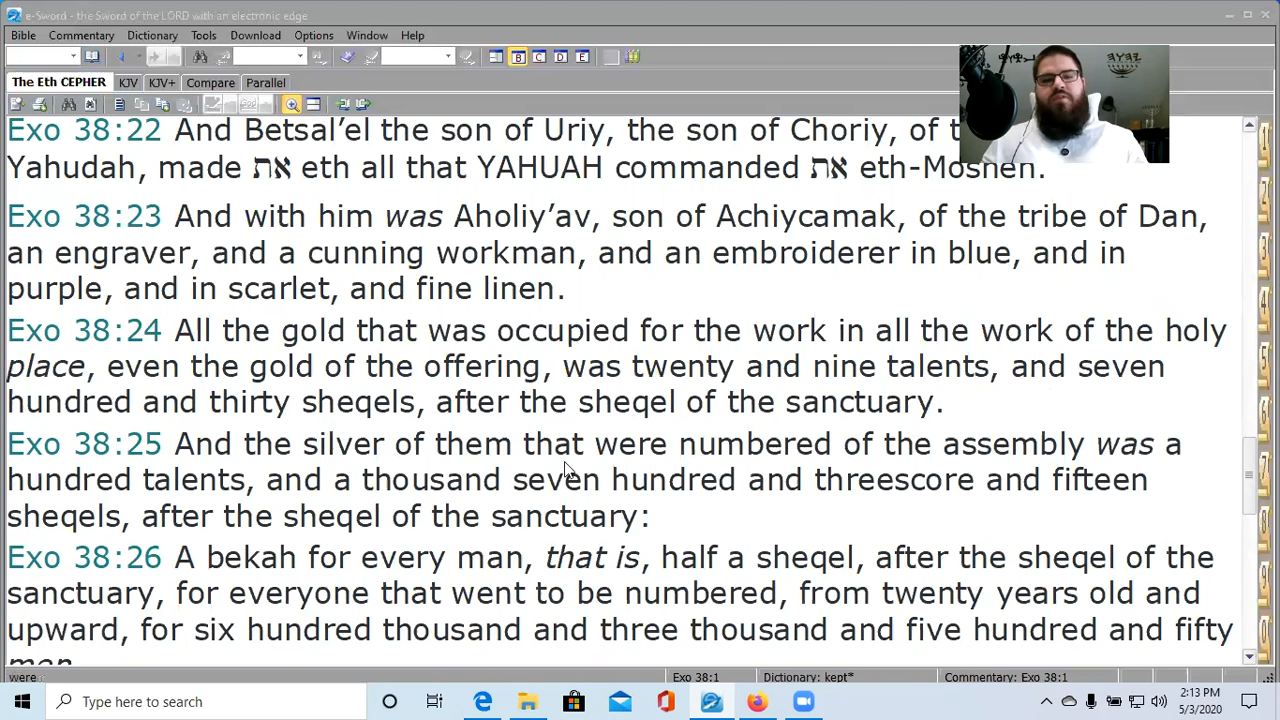 e-Sword - the Sword of the LORD with an electronic edge
Bible Commentary Dictionary Tools Download Options Window Help
B C D E
The Eth CEPHER KJV KJV+ Compare Parallel
Exo 38:22 And Betsal’el the son of Uriy, the son of Choriy, of
Yahudah, made את eth all that YAHUAH commanded את eth-Mosheh.
Exo 38:23 And with him was Aholiy’av, son of Achiycamak, of the tribe of Dan,
an engraver, and a cunning workman, and an embroiderer in blue, and in
purple, and in scarlet, and fine linen.
Exo 38:24 All the gold that was occupied for the work in all the work of the holy
place, even the gold of the offering, was twenty and nine talents, and seven
hundred and thirty sheqels, after the sheqel of the sanctuary.
Exo 38:25 And the silver of them that were numbered of the assembly was a
hundred talents, and a thousand seven hundred and threescore and fifteen
sheqels, after the sheqel of the sanctuary:
Exo 38:26 A bekah for every man, that is, half a sheqel, after the sheqel of the
sanctuary, for everyone that went to be numbered, from twenty years old and
upward, for six hundred thousand and three thousand and five hundred and fifty
men
were Exo 38:1 Dictionary: kept* Commentary: Exo 38:1
Type here to search
2:13 PM
5/3/2020